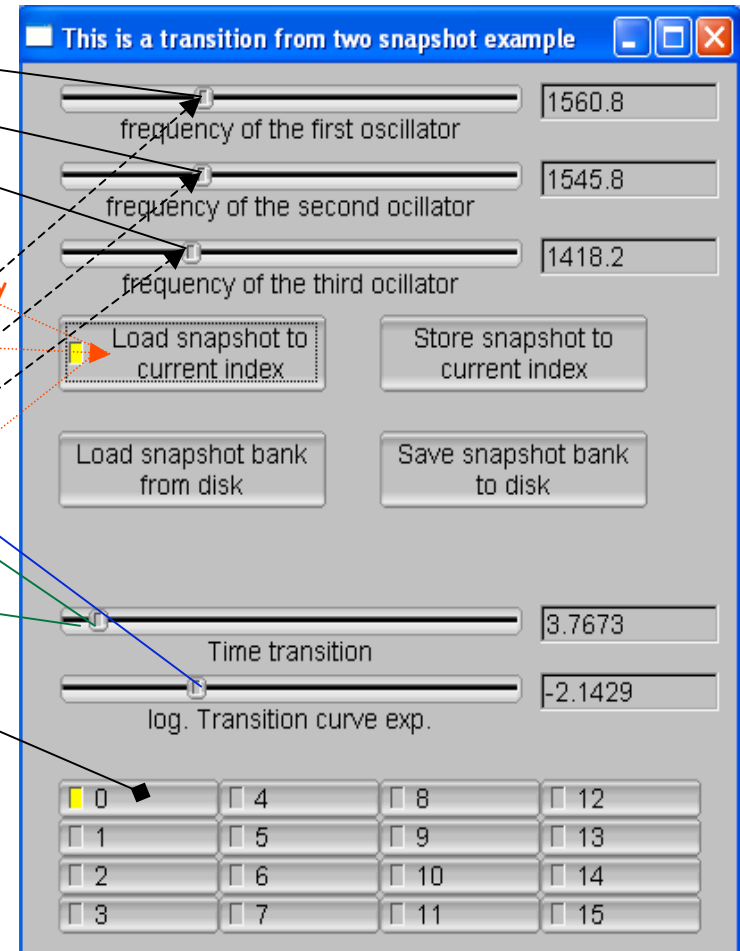 This is a transition from two snapshot example
1560.8
frequency of the first oscillator
1545.8
frequency of the second ocillator
1418.2
frequency of the third ocillator
Load snapshot to
current index
Store snapshot to
current index
Load snapshot bank
from disk
Save snapshot bank
to disk
3.7673
Time transition
-2.1429
log. Transition curve exp.
0 4 8 12
1 5 9 13
2 6 10 14
3 7 11 15